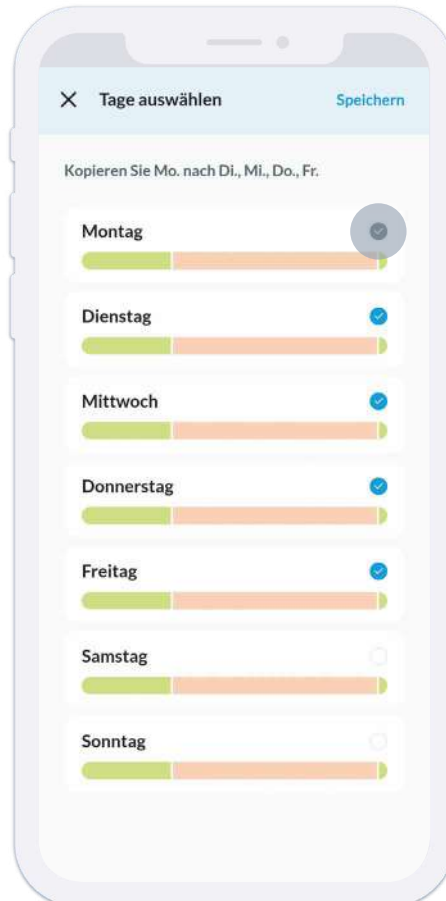 Tage auswählen Speichern
Kopieren Sie Mo. nach Di., Mi., Do., Fr.
Montag
Dienstag
Mittwoch
Donnerstag
Freitag
Samstag
Sonntag